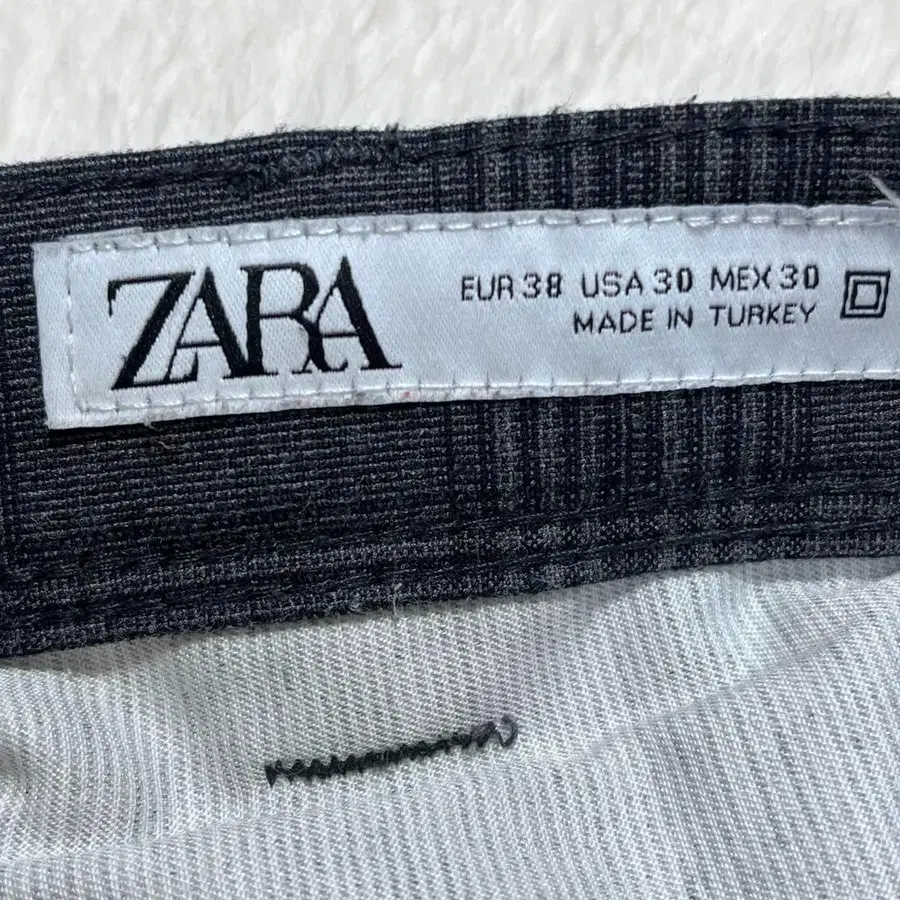 ZARA
EUR 38 USA 30 MEX 30
MADE IN TURKEY